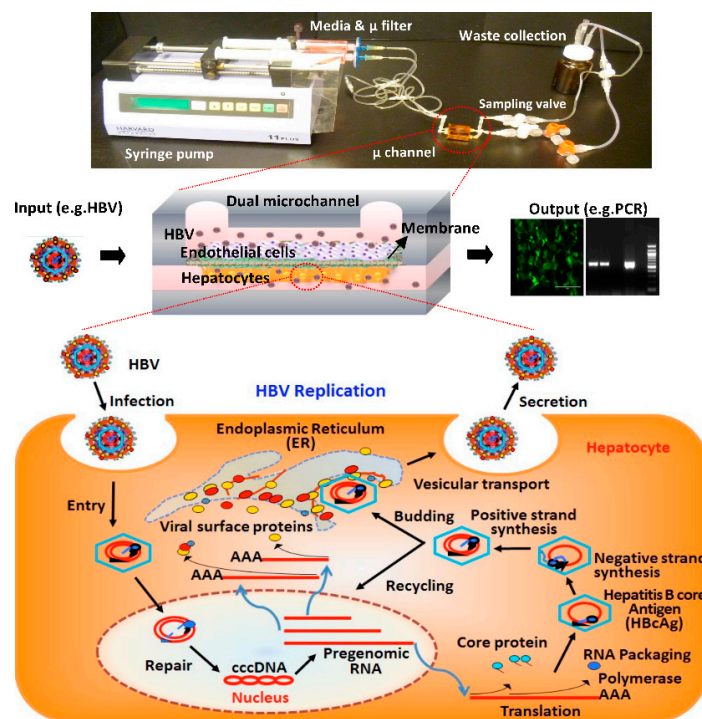 Media & µ filter
Waste collection
Sampling valve
HARVARD
11 PLUS
µ channel
Syringe pump
Input (e.g.HBV)
Dual microchannel
Output (e.g.PCR)
HBV
Membrane
Endothelial cells
Hepatocytes
HBV
HBV Replication
Infection
Secretion
Endoplasmic Reticulum
(ER)
Hepatocyte
Vesicular transport
Entry
Viral surface proteins
Budding
Positive strand
synthesis
AAA
AAA
Recycling
Negative strand
synthesis
Hepatitis B core
Antigen
(HBcAg)
Repair
cccDNA
Pregenomic
RNA
Nucleus
Core protein
RNA Packaging
Polymerase
AAA
Translation